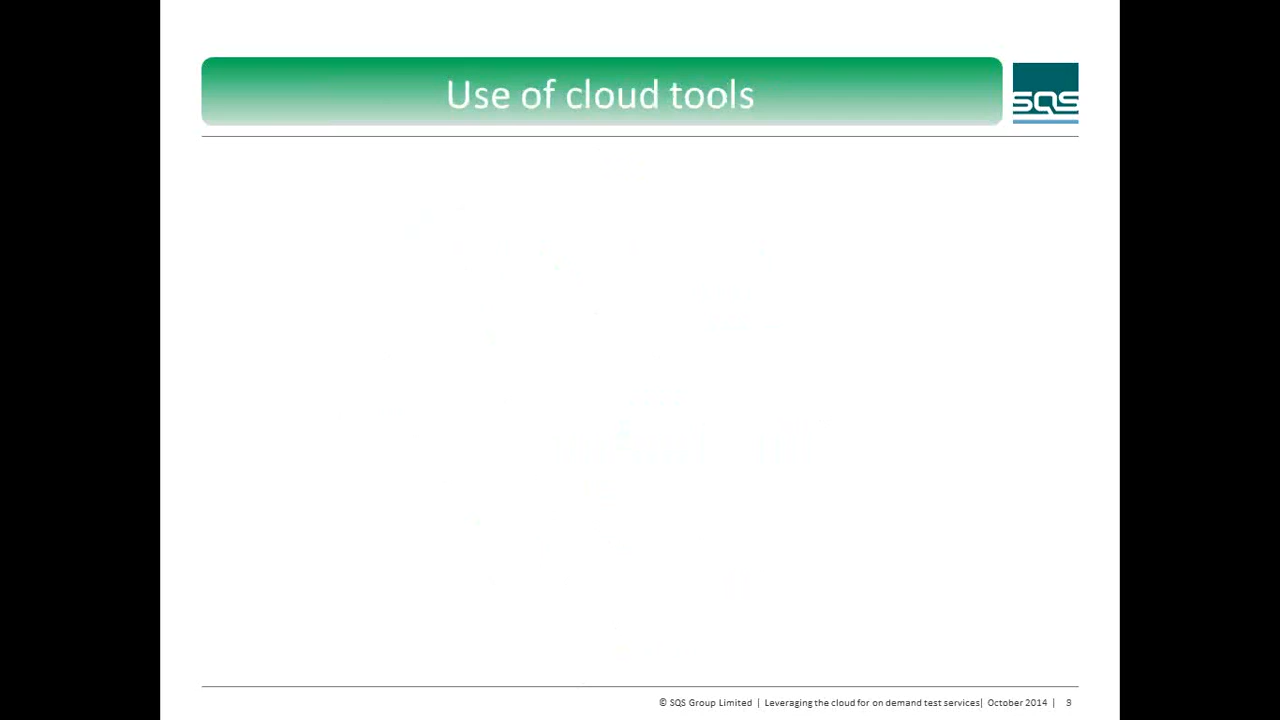 Use of cloud tools
SQS
© SQS Group Limited | Leveraging the cloud for on demand test services| October 2014 | 9